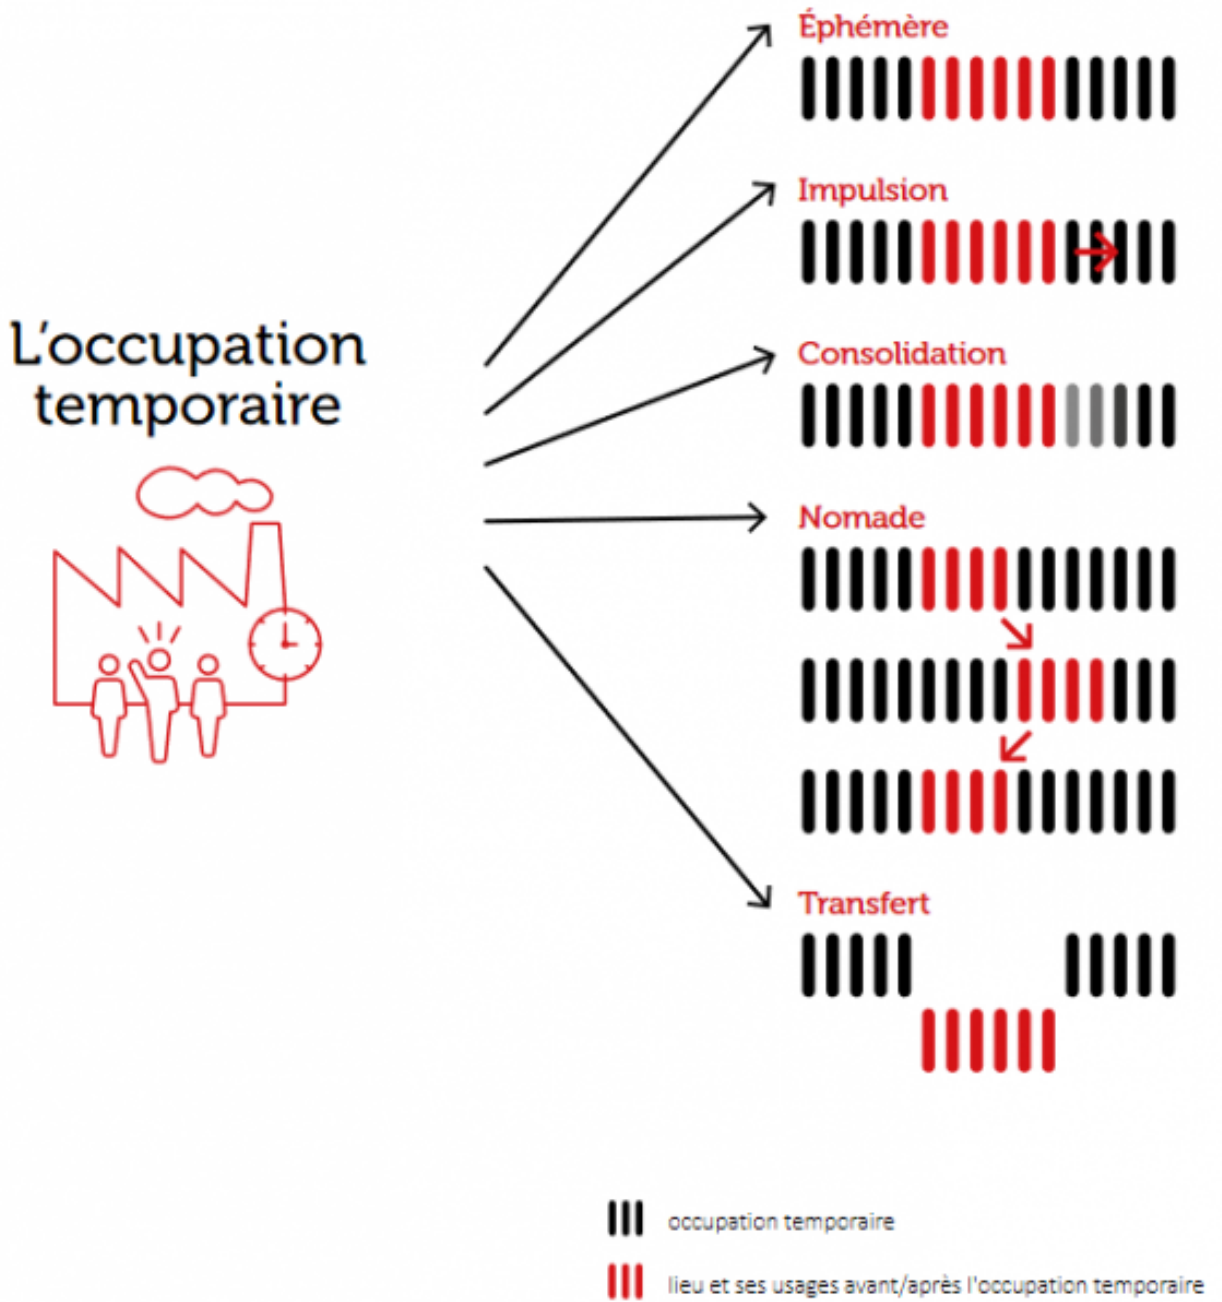 L'occupation
temporaire
Éphémère
Impulsion
Consolidation
Nomade
Transfert
occupation temporaire
lieu et ses usages avant/après l'occupation temporaire